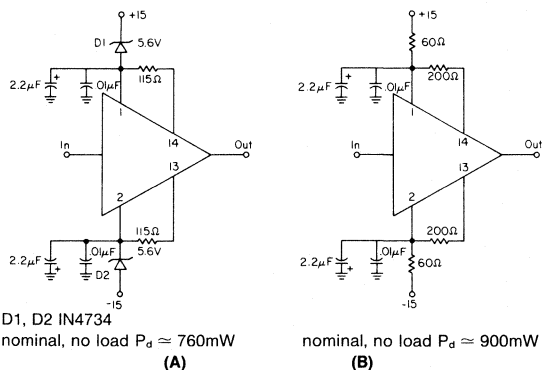 +15
D1
5.6V
2.2µF
+
.01µF
115Ω
1
14
In
Out
13
2
115Ω
5.6V
2.2µF
+
.01µF
D2
-15
D1, D2 IN4734
nominal, no load Pd ≃ 760mW
(A)
+15
60Ω
200Ω
2.2µF
+
.01µF
1
14
In
Out
13
2
200Ω
2.2µF
+
.01µF
60Ω
-15
nominal, no load Pd ≃ 900mW
(B)